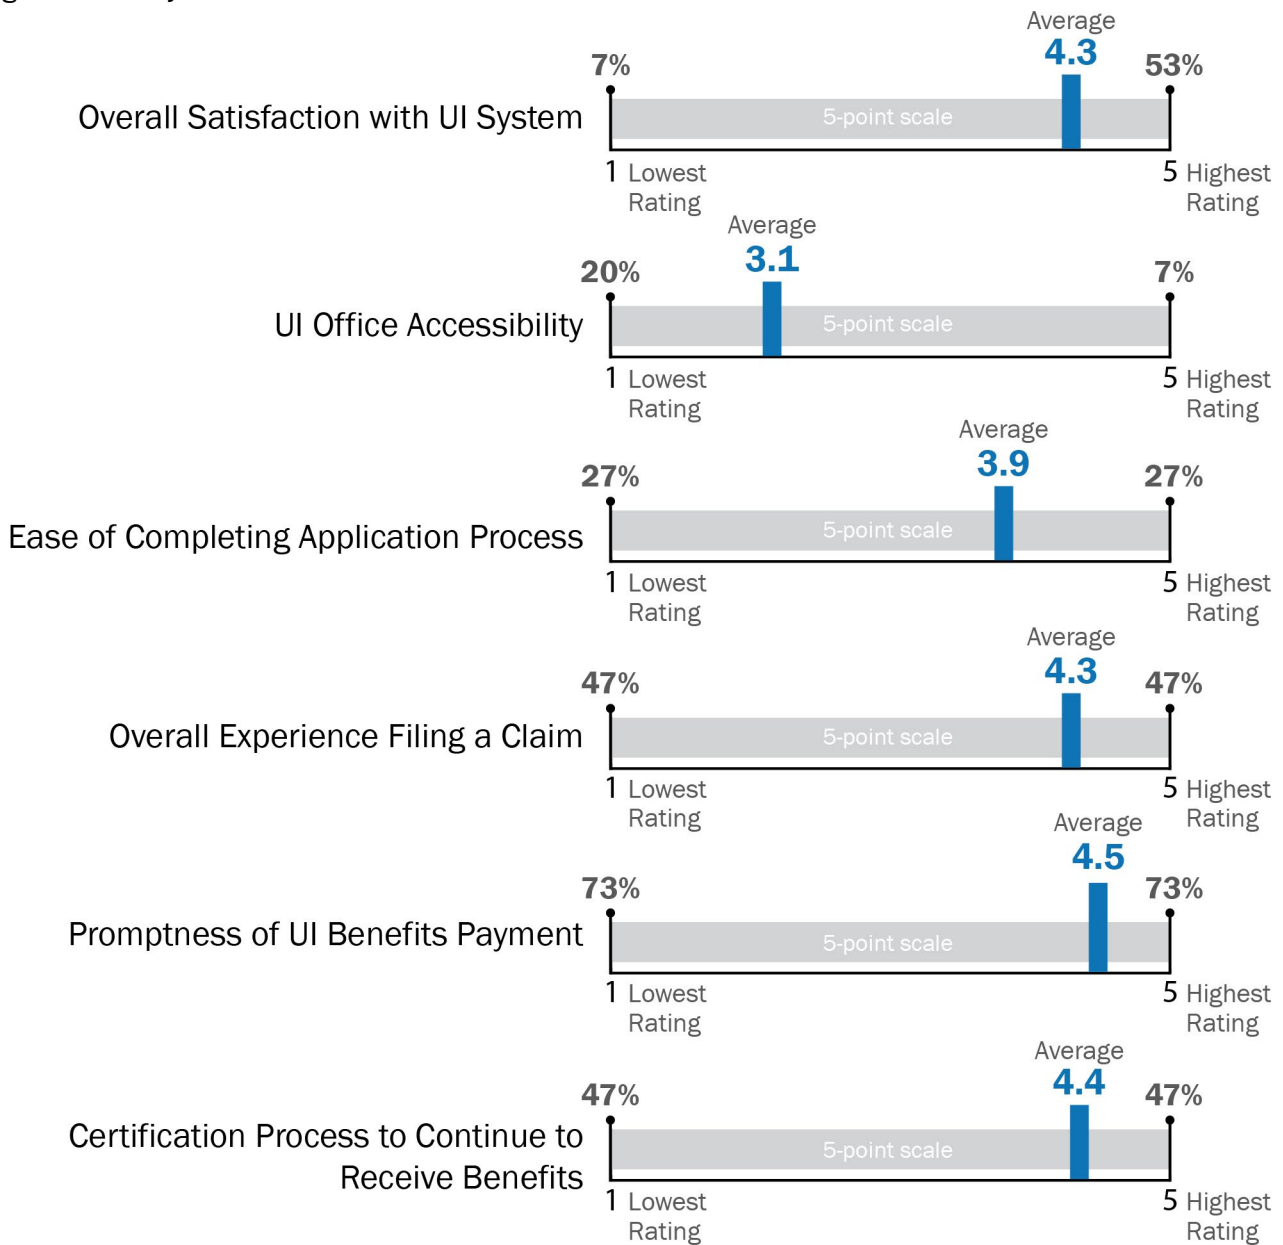 Average
4.3
7%
53%
Overall Satisfaction with UI System
5-point scale
1 Lowest Rating
5 Highest Rating
Average
3.1
20%
7%
UI Office Accessibility
5-point scale
1 Lowest Rating
5 Highest Rating
Average
3.9
27%
27%
Ease of Completing Application Process
5-point scale
1 Lowest Rating
5 Highest Rating
Average
4.3
47%
47%
Overall Experience Filing a Claim
5-point scale
1 Lowest Rating
5 Highest Rating
Average
4.5
73%
73%
Promptness of UI Benefits Payment
5-point scale
1 Lowest Rating
5 Highest Rating
Average
4.4
47%
47%
Certification Process to Continue to
Receive Benefits
5-point scale
1 Lowest Rating
5 Highest Rating